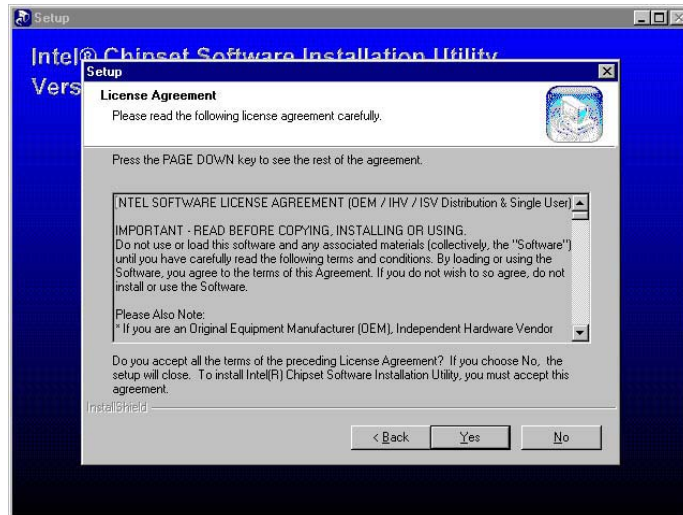 Setup
Intel® Chipset Software Installation Utility
Vers
Setup
License Agreement
Please read the following license agreement carefully.
Press the PAGE DOWN key to see the rest of the agreement.
INTEL SOFTWARE LICENSE AGREEMENT (OEM / IHV / ISV Distribution & Single User)
IMPORTANT - READ BEFORE COPYING, INSTALLING OR USING.
Do not use or load this software and any associated materials (collectively, the "Software")
until you have carefully read the following terms and conditions. By loading or using the
Software, you agree to the terms of this Agreement. If you do not wish to so agree, do not
install or use the Software.
Please Also Note:
* If you are an Original Equipment Manufacturer (OEM), Independent Hardware Vendor
Do you accept all the terms of the preceding License Agreement? If you choose No, the
setup will close. To install Intel(R) Chipset Software Installation Utility, you must accept this
agreement.
InstallShield
< Back
Yes
No